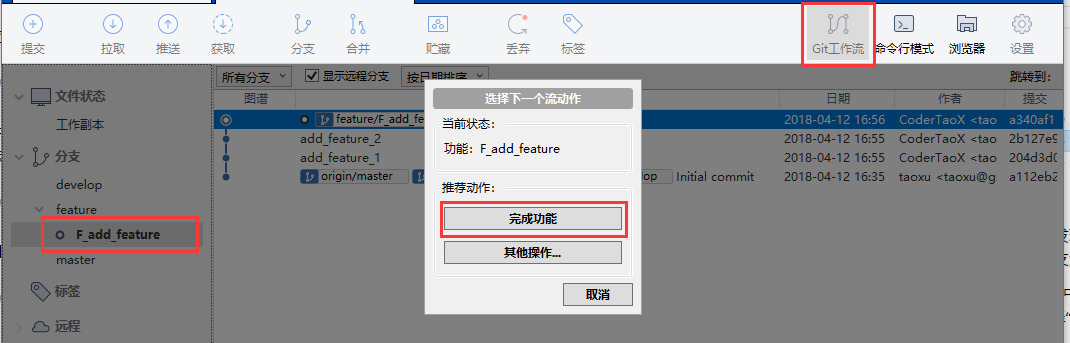 提交 拉取 推送 获取 分支 合并 贮藏 丢弃 标签 Git工作流 命令行模式 浏览器 设置
所有分支 显示远程分支 按日期排序 跳转到:
文件状态
工作副本
分支
develop
feature
F_add_feature
master
标签
远程
图谱 日期 作者 提交
feature/F_add_fe 2018-04-12 16:56 CoderTaoX <tao a340af1
add_feature_2 2018-04-12 16:55 CoderTaoX <tao 2b127e9
add_feature_1 2018-04-12 16:55 CoderTaoX <tao 204d3d0
origin/master lop Initial commit 2018-04-12 16:35 taoxu <taoxu@gi a112eb2
选择下一个流动作
当前状态:
功能: F_add_feature
推荐动作:
完成功能
其他操作...
取消